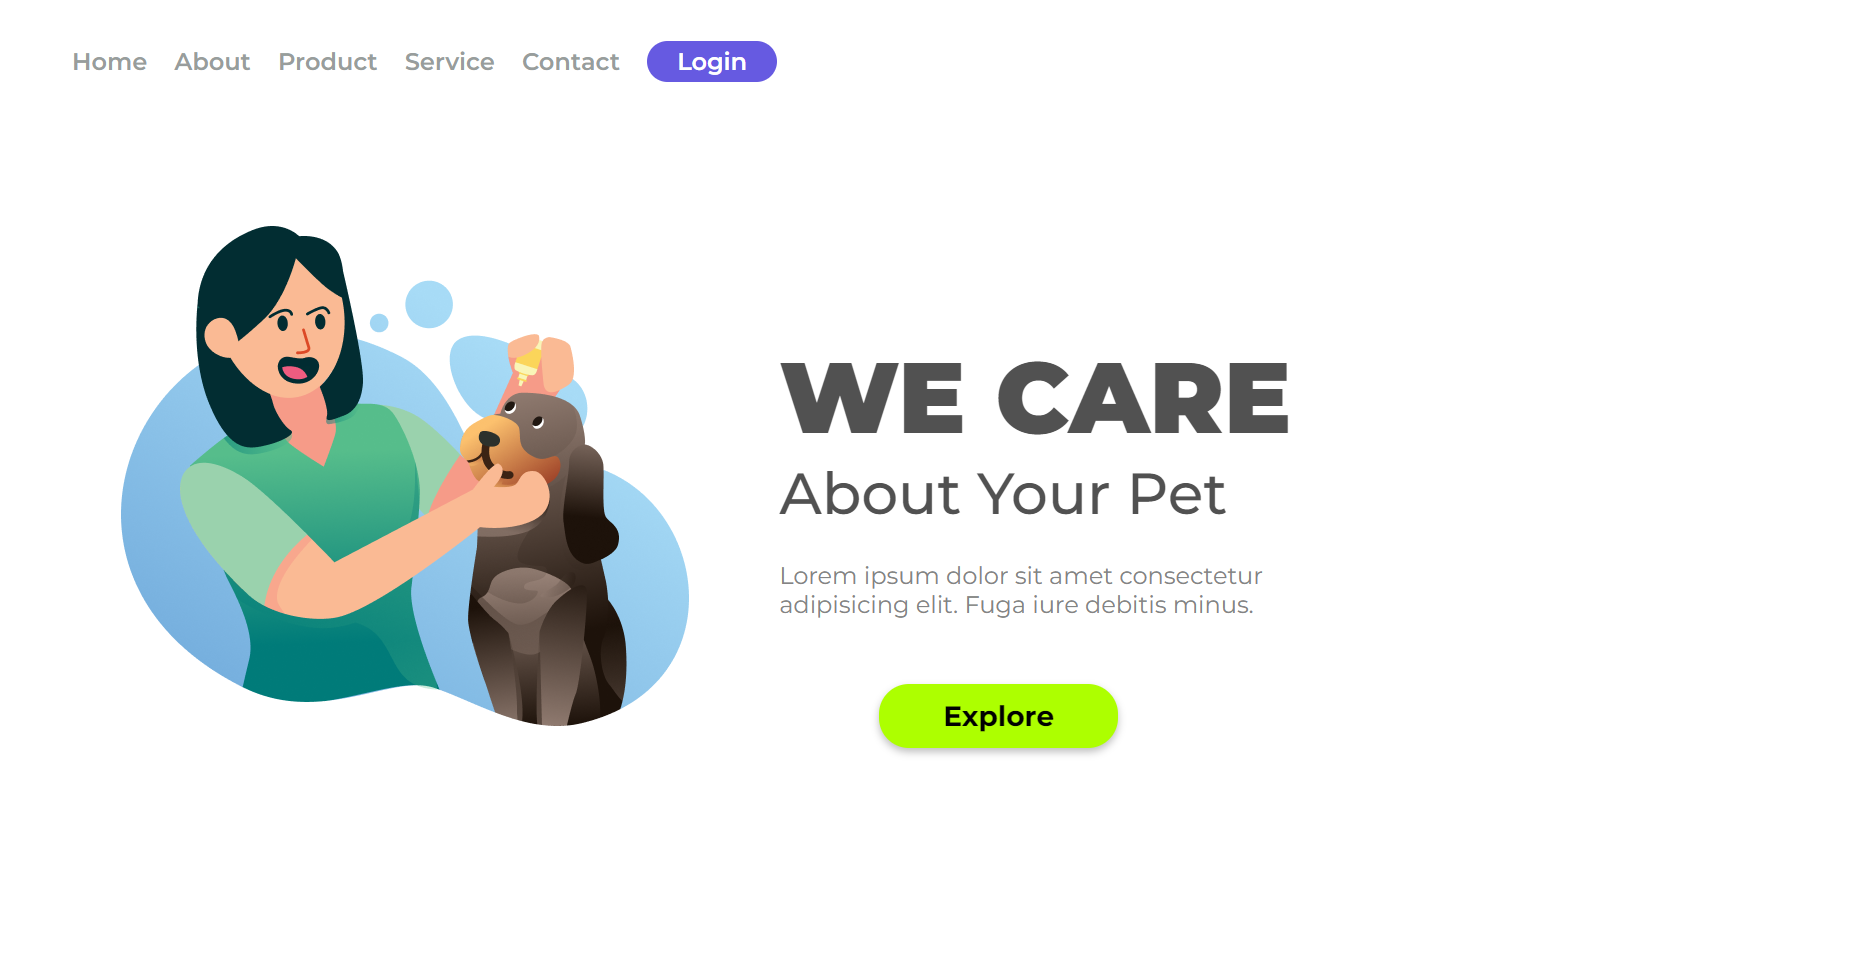 Home About Product Service Contact Login
WE CARE
About Your Pet
Lorem ipsum dolor sit amet consectetur
adipisicing elit. Fuga iure debitis minus.
Explore